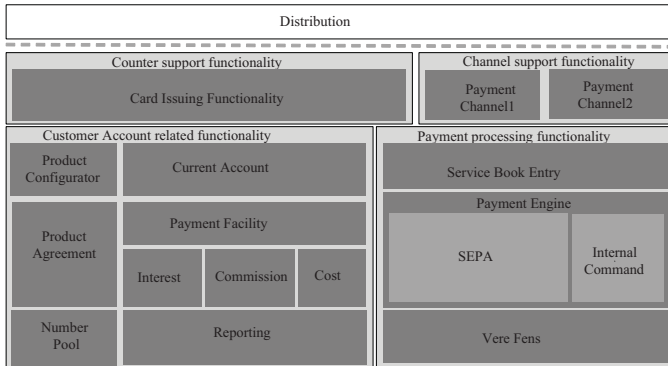 Distribution
Counter support functionality
Card Issuing Functionality
Channel support functionality
Payment
Channel1
Payment
Channel2
Customer Account related functionality
Product
Configurator
Current Account
Product
Agreement
Payment Facility
Interest
Commission
Cost
Number
Pool
Reporting
Payment processing functionality
Service Book Entry
Payment Engine
SEPA
Internal
Command
Vere Fens